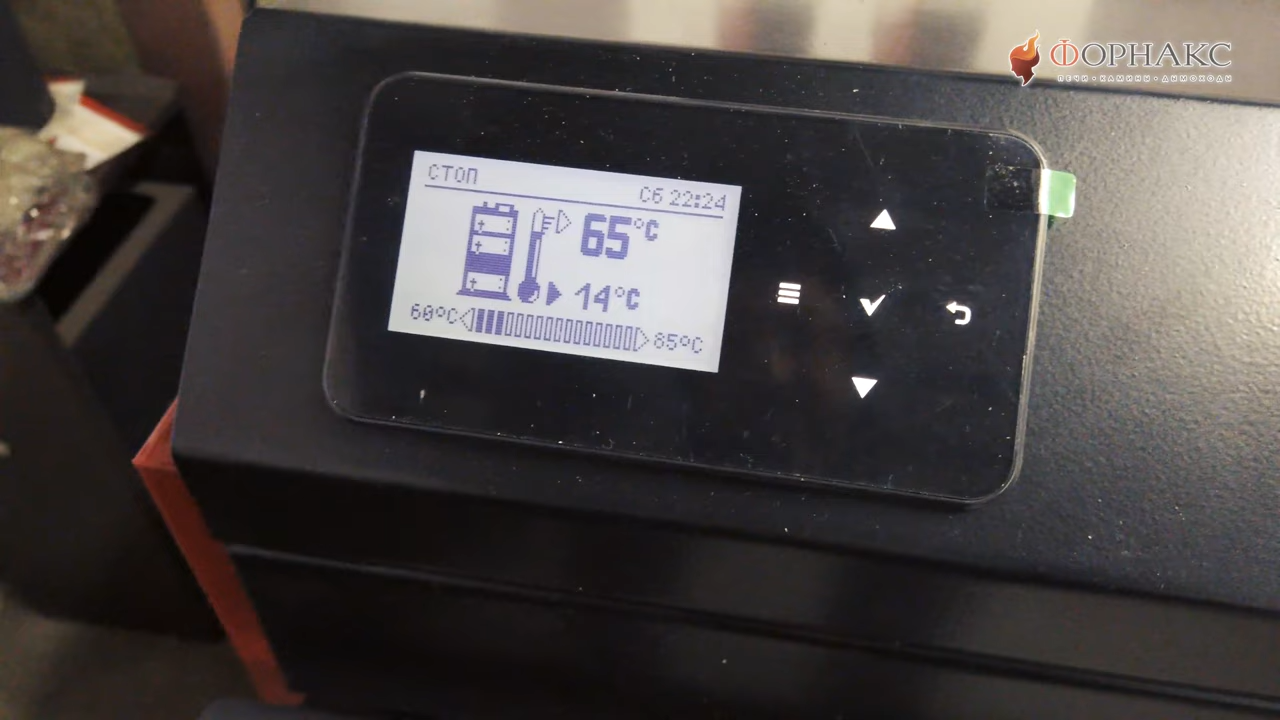 ФОРНАКС
ПЕЧИ • КАМИНЫ • ДЫМОХОДЫ
СТОП
Сб 22:24
65°C
14°C
60°C
85°C